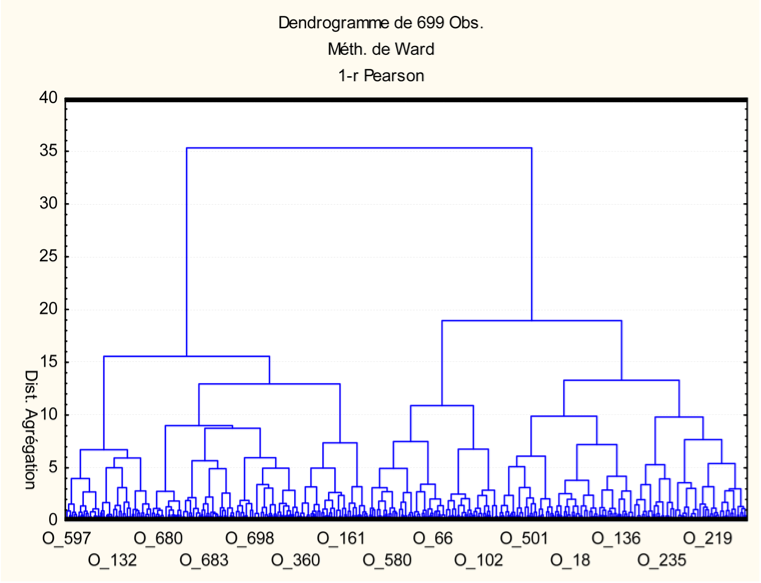 Dendrogramme de 699 Obs.
Méth. de Ward
1-r Pearson
40
35
30
25
20
15
10
5
0
Dist. Agrégation
O_597 O_680 O_698 O_161 O_66 O_501 O_136 O_219
O_132 O_683 O_360 O_580 O_102 O_18 O_235